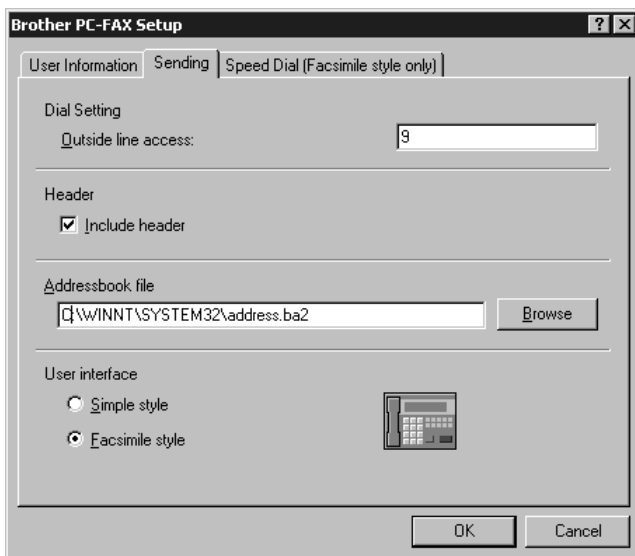 Brother PC-FAX Setup
User Information Sending Speed Dial (Facsimile style only)
Dial Setting
Outside line access: 9
Header
Include header
Addressbook file
C:\WINNT\SYSTEM32\address.ba2 Browse
User interface
Simple style
Facsimile style
OK Cancel